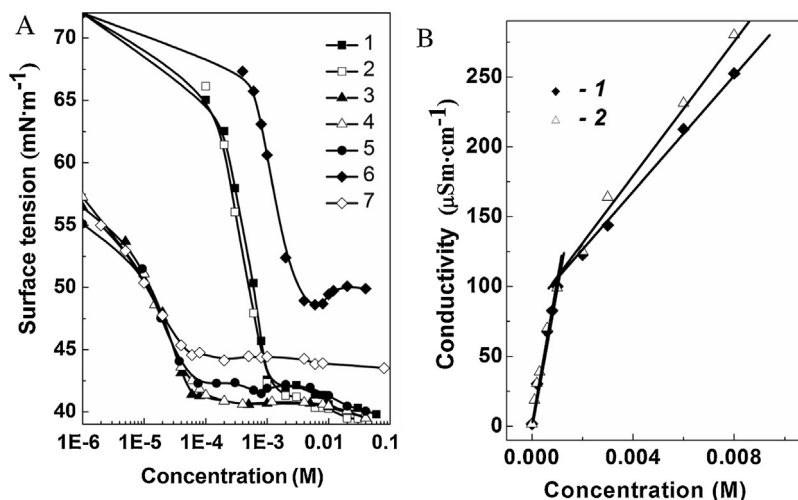 A
Surface tension (mN·m⁻¹)
70
65
60
55
50
45
40
1E-6 1E-5 1E-4 1E-3 0.01 0.1
Concentration (M)
1
2
3
4
5
6
7
B
Conductivity (μSm·cm⁻¹)
250
200
150
100
50
0
0.000 0.004 0.008
Concentration (M)
- 1
- 2